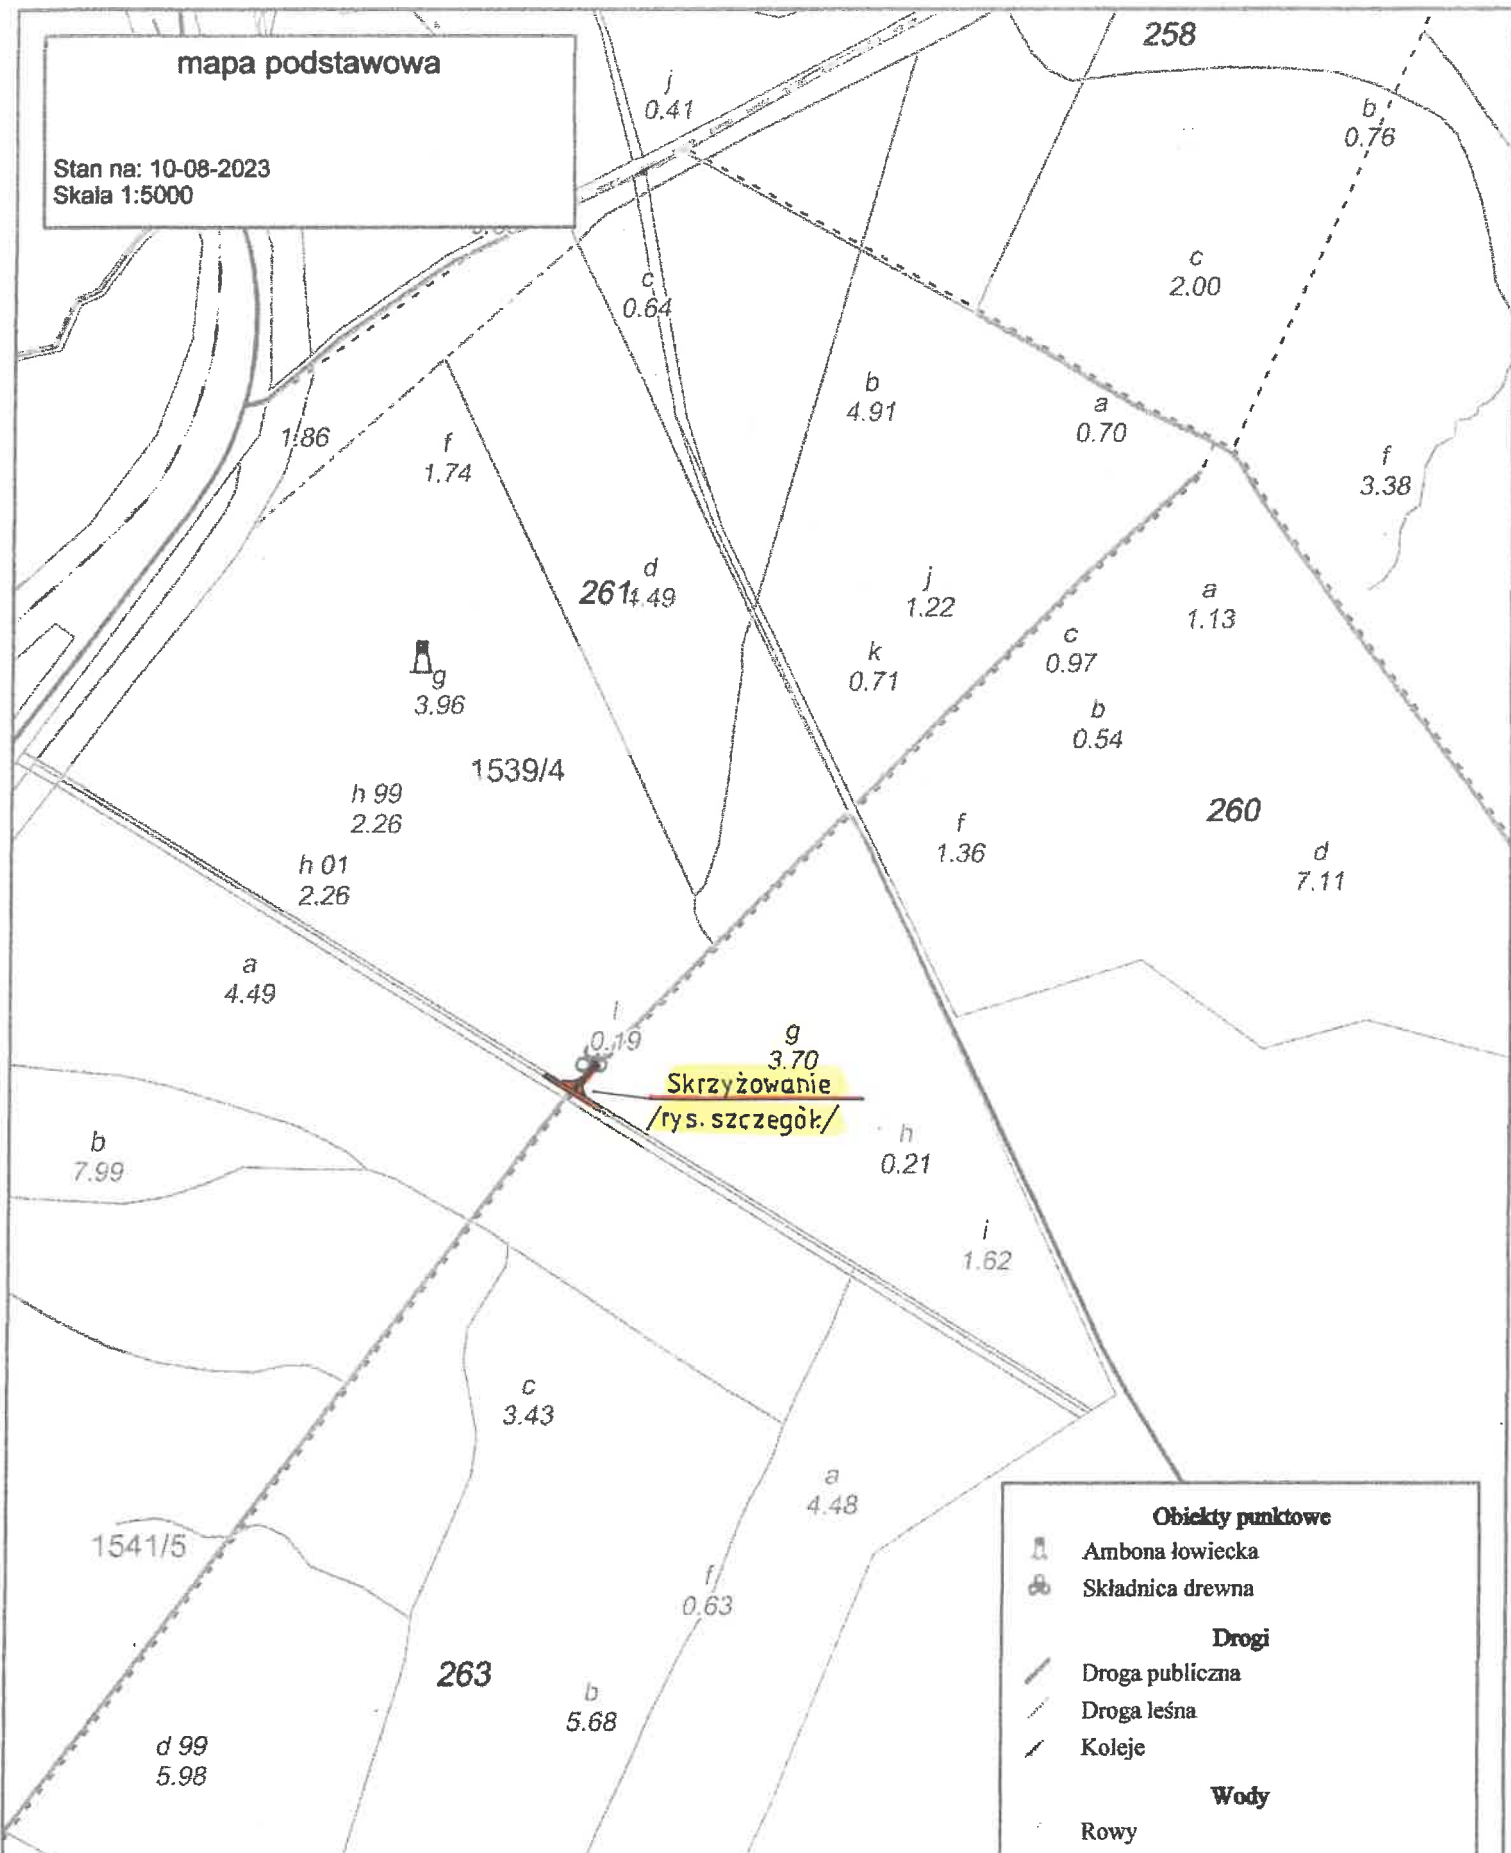 mapa podstawowa
Stan na: 10-08-2023
Skala 1:5000
258
j
0.41
b
0.76
c
2.00
c
0.64
b
4.91
a
0.70
1.86
f
1.74
f
3.38
261
d
4.49
j
1.22
a
1.13
c
0.97
k
0.71
g
3.96
b
0.54
1539/4
h 99
2.26
260
f
1.36
d
7.11
h 01
2.26
a
4.49
0.19
g
3.70
Skrzyżowanie
/rys. szczegół./
h
0.21
b
7.99
i
1.62
c
3.43
a
4.48
1541/5
f
0.63
263
b
5.68
d 99
5.98
Obiekty punktowe
Ambona łowiecka
Składnica drewna
Drogi
Droga publiczna
Droga leśna
Koleje
Wody
Rowy